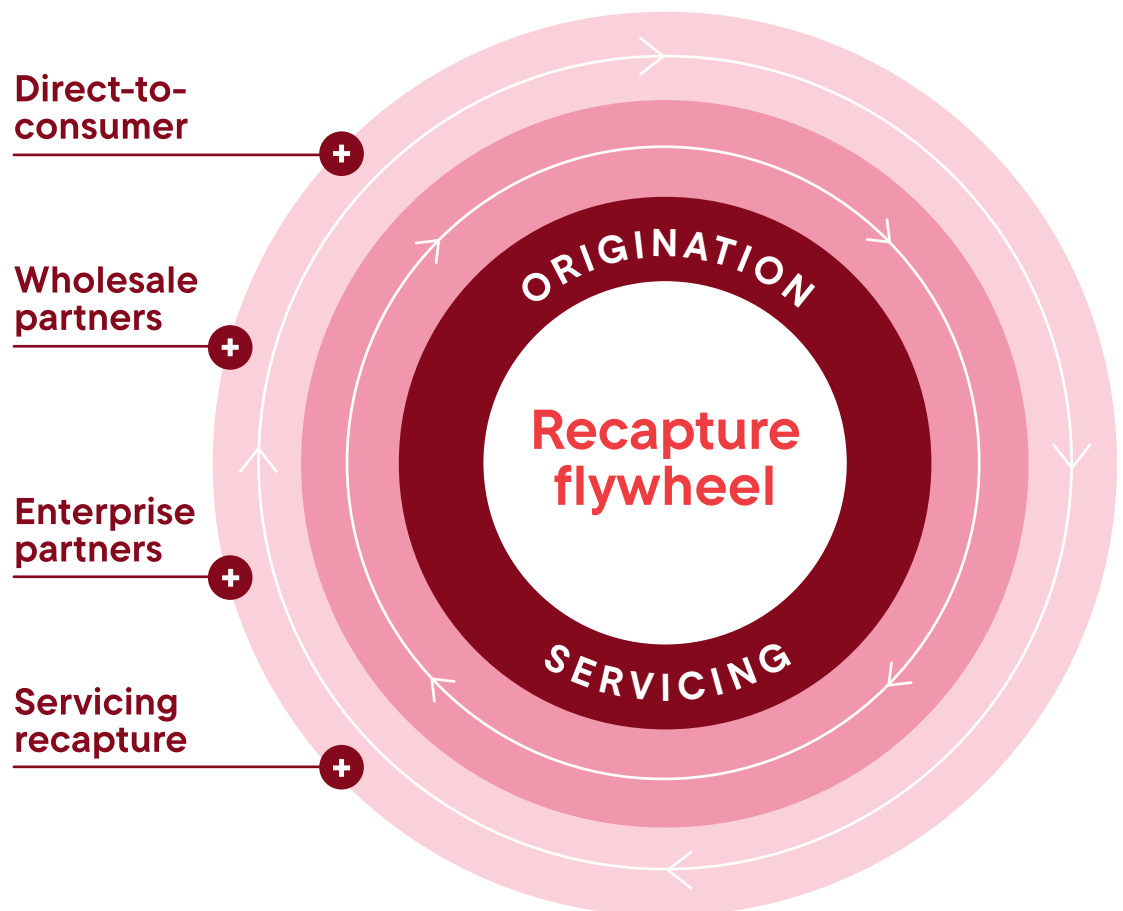 Direct-to-
consumer
Wholesale
partners
Enterprise
partners
Servicing
recapture
ORIGINATION
Recapture
flywheel
SERVICING